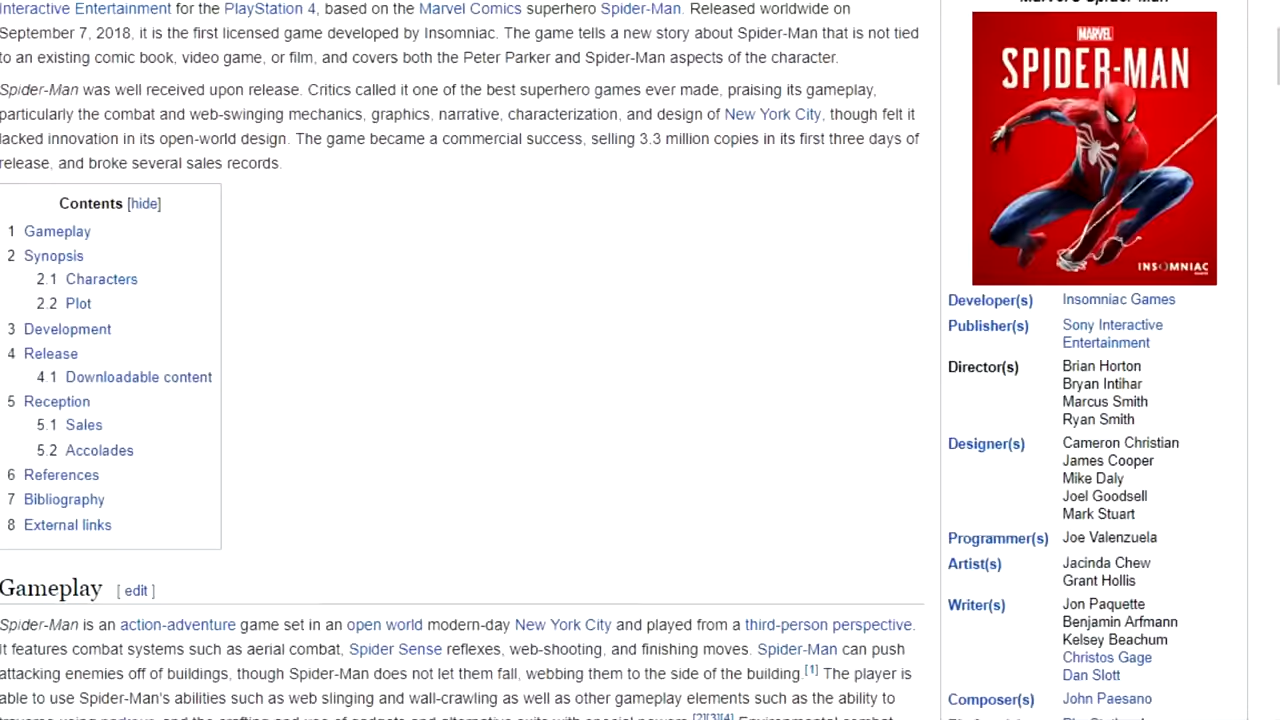 Interactive Entertainment for the PlayStation 4, based on the Marvel Comics superhero Spider-Man. Released worldwide on
September 7, 2018, it is the first licensed game developed by Insomniac. The game tells a new story about Spider-Man that is not tied
to an existing comic book, video game, or film, and covers both the Peter Parker and Spider-Man aspects of the character.
Spider-Man was well received upon release. Critics called it one of the best superhero games ever made, praising its gameplay,
particularly the combat and web-swinging mechanics, graphics, narrative, characterization, and design of New York City, though felt it
lacked innovation in its open-world design. The game became a commercial success, selling 3.3 million copies in its first three days of
release, and broke several sales records.
Contents [hide]
1 Gameplay
2 Synopsis
2.1 Characters
2.2 Plot
3 Development
4 Release
4.1 Downloadable content
5 Reception
5.1 Sales
5.2 Accolades
6 References
7 Bibliography
8 External links
Gameplay [ edit ]
Spider-Man is an action-adventure game set in an open world modern-day New York City and played from a third-person perspective.
It features combat systems such as aerial combat, Spider Sense reflexes, web-shooting, and finishing moves. Spider-Man can push
attacking enemies off of buildings, though Spider-Man does not let them fall, webbing them to the side of the building.[1] The player is
able to use Spider-Man's abilities such as web slinging and wall-crawling as well as other gameplay elements such as the ability to
MARVEL
SPIDER-MAN
INSOMNIAC
GAMES
Developer(s) Insomniac Games
Publisher(s) Sony Interactive
Entertainment
Director(s) Brian Horton
Bryan Intihar
Marcus Smith
Ryan Smith
Designer(s) Cameron Christian
James Cooper
Mike Daly
Joel Goodsell
Mark Stuart
Programmer(s) Joe Valenzuela
Artist(s) Jacinda Chew
Grant Hollis
Writer(s) Jon Paquette
Benjamin Arfmann
Kelsey Beachum
Christos Gage
Dan Slott
Composer(s) John Paesano